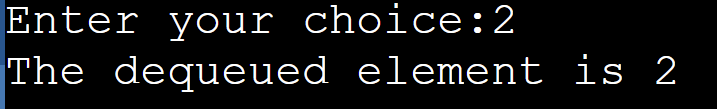 Enter your choice:2
The dequeued element is 2